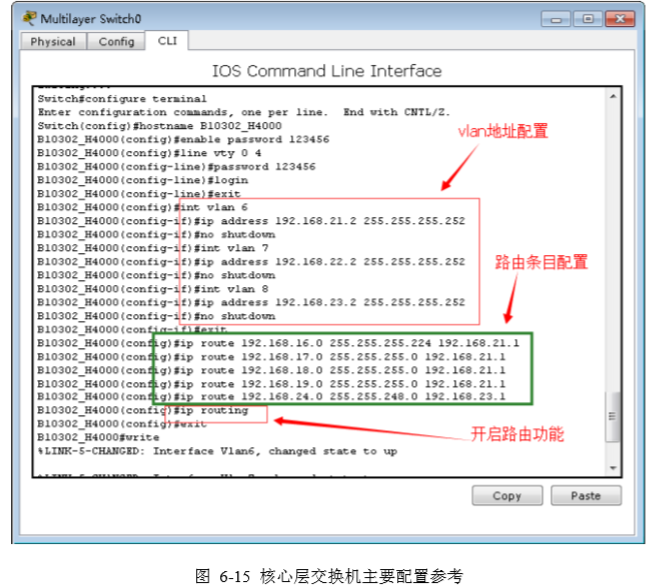 Multilayer Switch0
Physical Config CLI
IOS Command Line Interface
Switch#configure terminal
Enter configuration commands, one per line. End with CNTL/Z.
Switch(config)#hostname B10302_H4000
B10302_H4000(config)#enable password 123456
B10302_H4000(config)#line vty 0 4
B10302_H4000(config-line)#password 123456
B10302_H4000(config-line)#login
B10302_H4000(config-line)#exit
B10302_H4000(config)#int vlan 6
B10302_H4000(config-if)#ip address 192.168.21.2 255.255.255.252
B10302_H4000(config-if)#no shutdown
B10302_H4000(config-if)#int vlan 7
B10302_H4000(config-if)#ip address 192.168.22.2 255.255.255.252
B10302_H4000(config-if)#no shutdown
B10302_H4000(config-if)#int vlan 8
B10302_H4000(config-if)#ip address 192.168.23.2 255.255.255.252
B10302_H4000(config-if)#no shutdown
B10302_H4000(config-if)#exit
B10302_H4000(config)#ip route 192.168.16.0 255.255.255.224 192.168.21.1
B10302_H4000(config)#ip route 192.168.17.0 255.255.255.0 192.168.21.1
B10302_H4000(config)#ip route 192.168.18.0 255.255.255.0 192.168.21.1
B10302_H4000(config)#ip route 192.168.19.0 255.255.255.0 192.168.21.1
B10302_H4000(config)#ip route 192.168.24.0 255.255.248.0 192.168.23.1
B10302_H4000(config)#ip routing
B10302_H4000(config)#exit
B10302_H4000#write
%LINK-5-CHANGED: Interface Vlan6, changed state to up
vlan地址配置
路由条目配置
开启路由功能
Copy Paste
图 6-15 核心层交换机主要配置参考